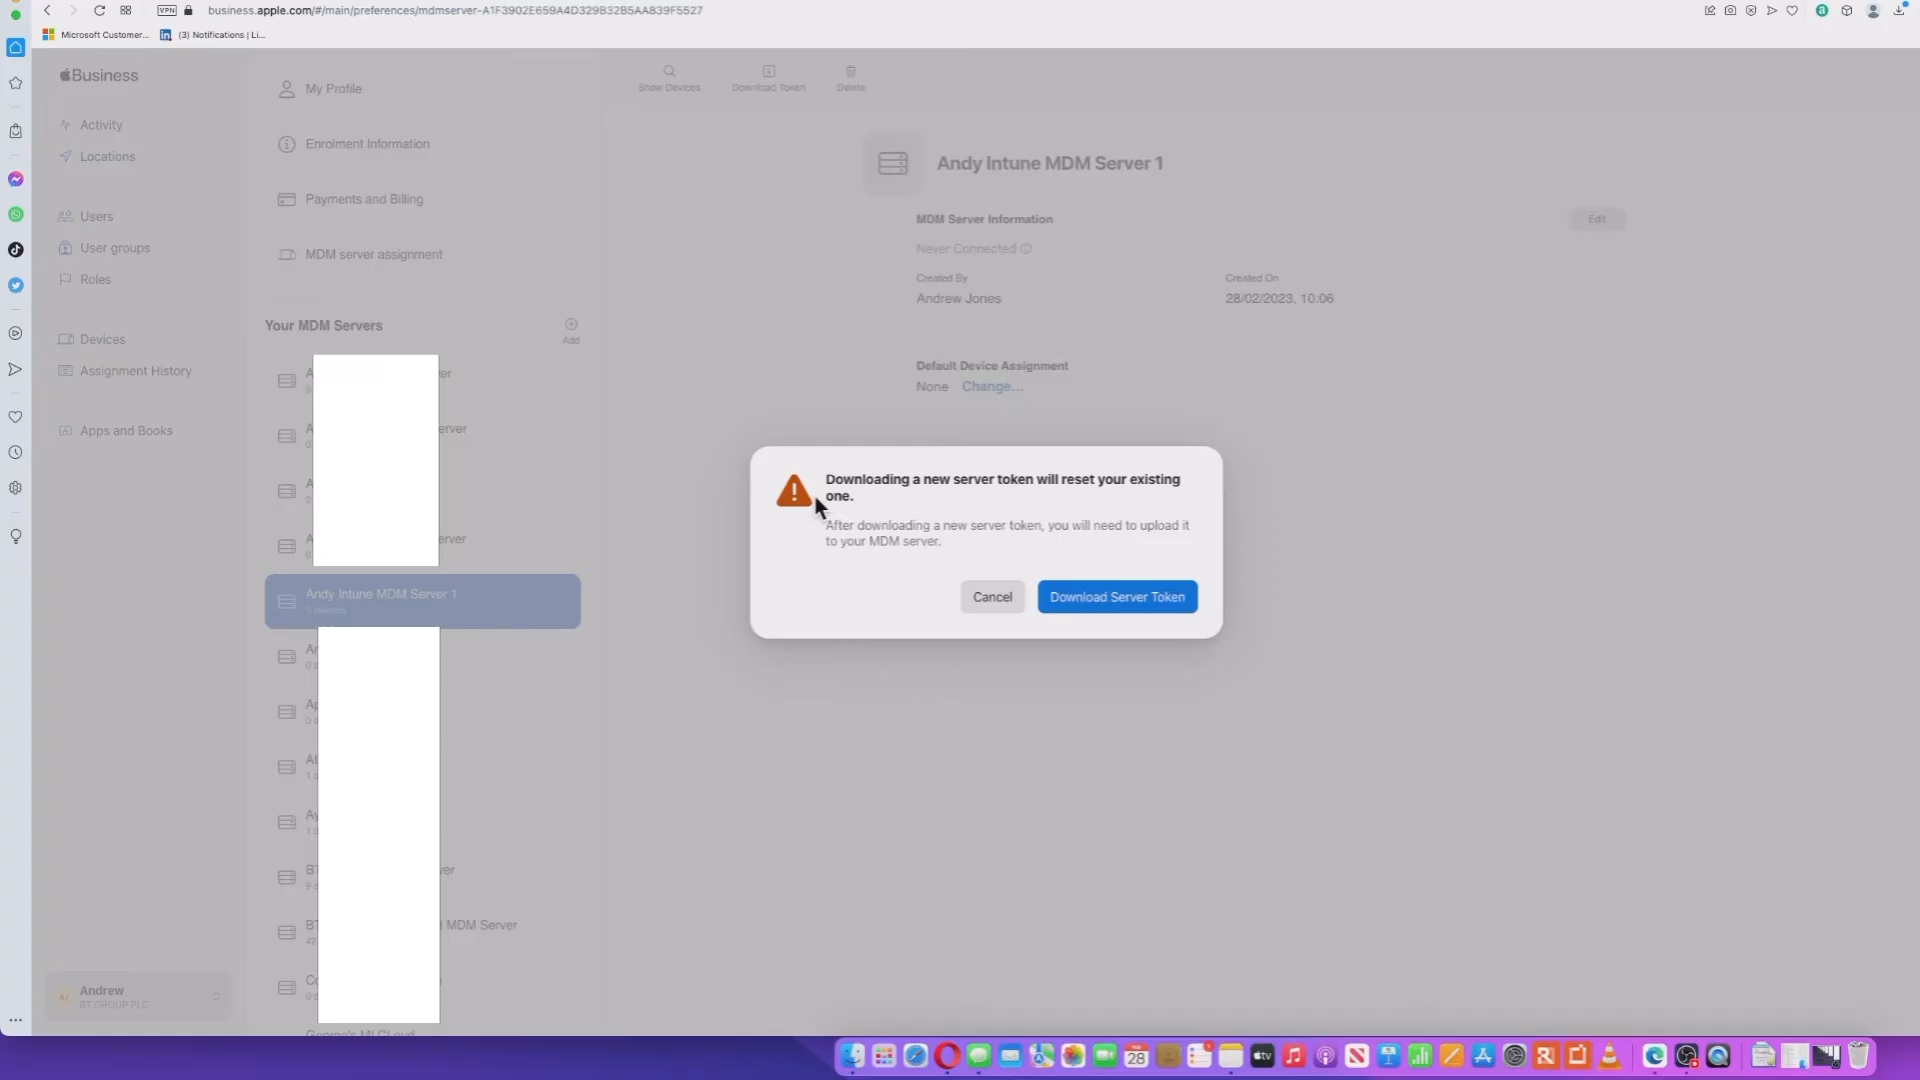 VPN
business.apple.com/#/main/preferences/mdmserver-A1F3902E659A4D329B32B5AA839F5527
Microsoft Customer...
(3) Notifications | Li...
Business
Activity
Locations
Users
User groups
Roles
Devices
Assignment History
Apps and Books
Andrew
BT GROUP PLC
My Profile
Enrolment Information
Payments and Billing
MDM server assignment
Your MDM Servers
Add
Andy Intune MDM Server 1
MDM Server
Show Devices
Download Token
Delete
Andy Intune MDM Server 1
MDM Server Information
Edit
Never Connected
Created By
Created On
Andrew Jones
28/02/2023, 10:06
Default Device Assignment
None Change...
Downloading a new server token will reset your existing
one.
After downloading a new server token, you will need to upload it
to your MDM server.
Cancel
Download Server Token
28
tv